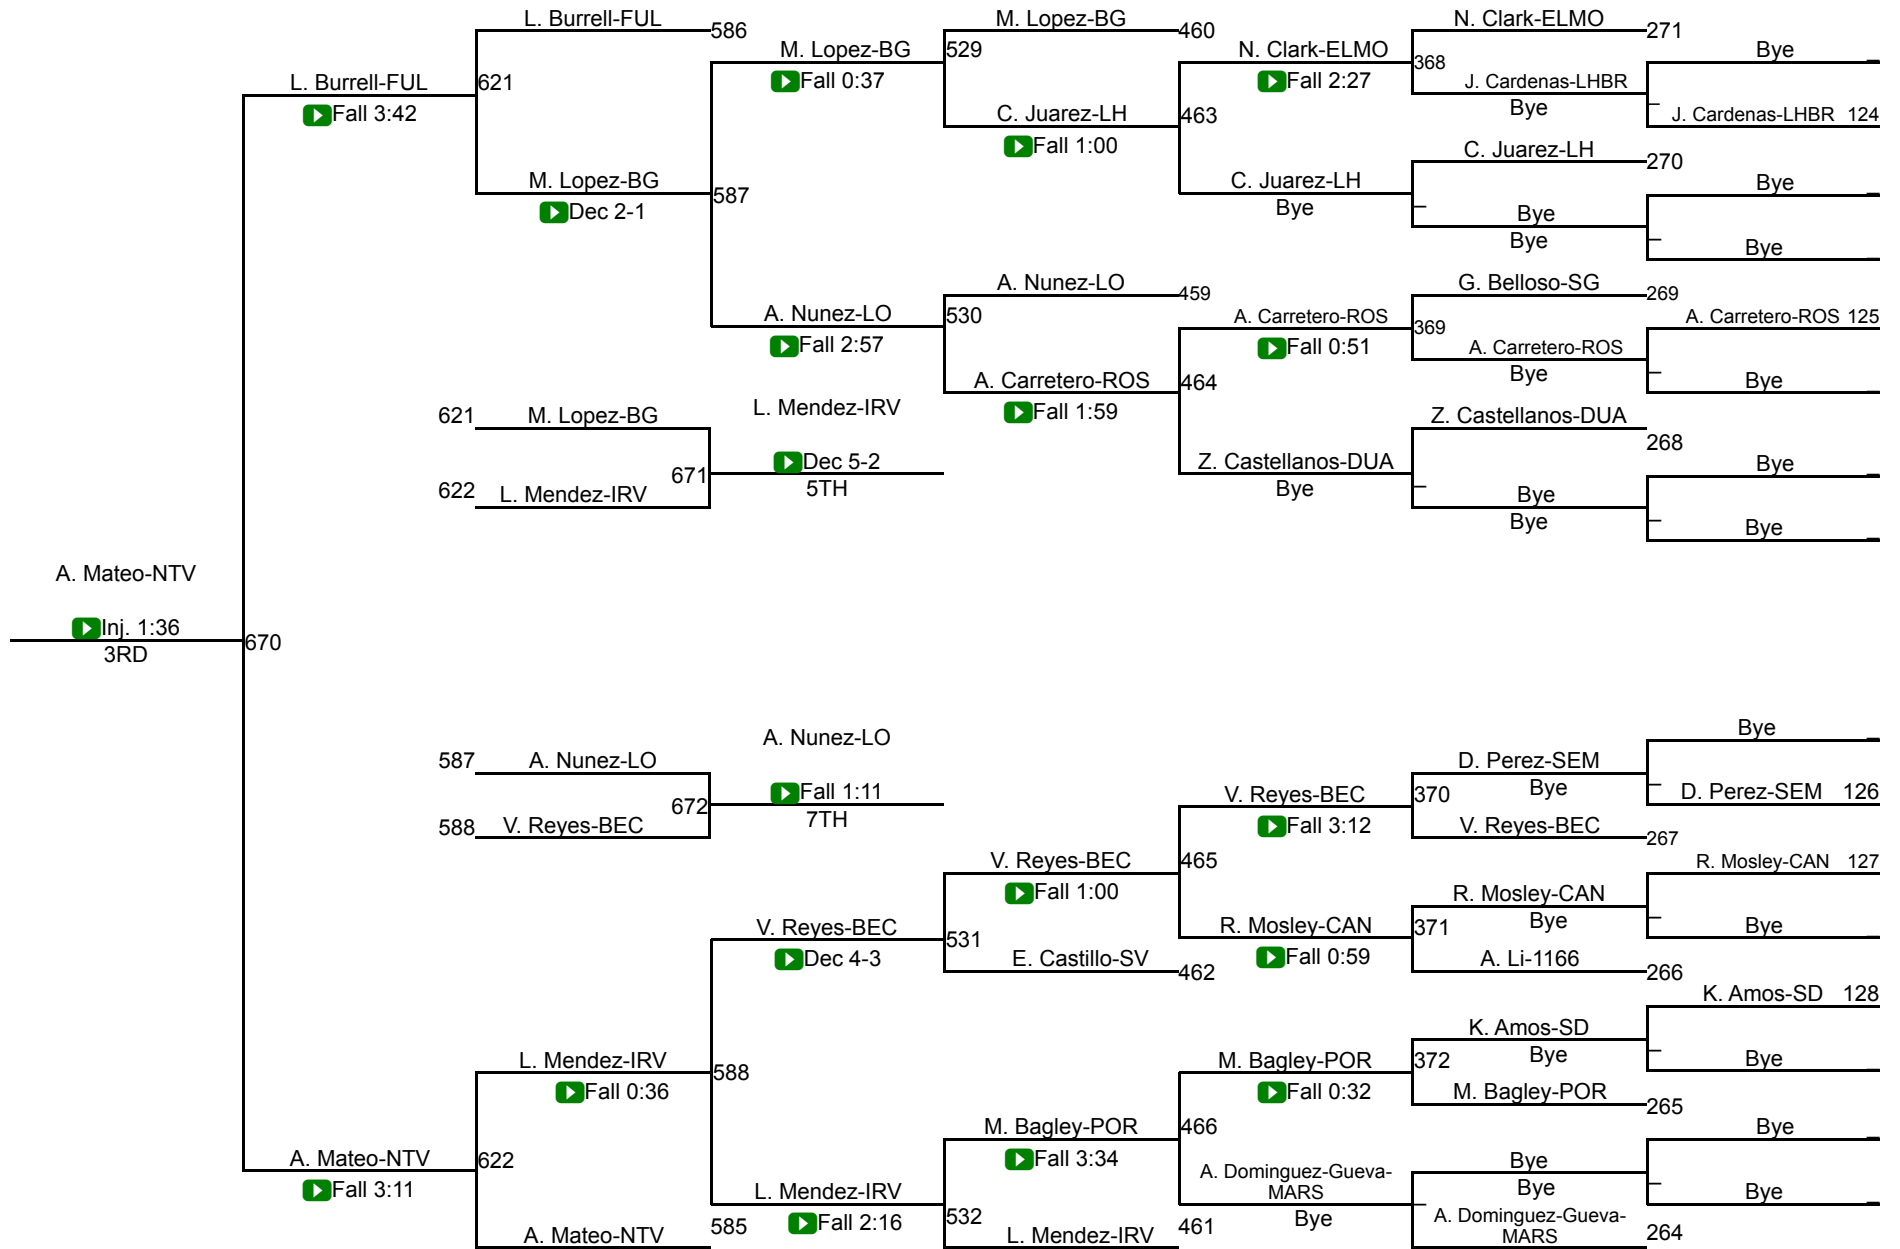 L. Burrell-FUL
586
M. Lopez-BG
460
N. Clark-ELMO
271
M. Lopez-BG
529
N. Clark-ELMO
368
Bye
L. Burrell-FUL
621
Fall 0:37
Fall 2:27
J. Cardenas-LHBR
Bye
Fall 3:42
C. Juarez-LH
463
J. Cardenas-LHBR 124
Fall 1:00
C. Juarez-LH
270
M. Lopez-BG
587
C. Juarez-LH
Bye
Dec 2-1
Bye
Bye
Bye
Bye
A. Nunez-LO
459
G. Belloso-SG
269
A. Nunez-LO
530
A. Carretero-ROS
369
A. Carretero-ROS 125
Fall 2:57
Fall 0:51
A. Carretero-ROS
Bye
A. Carretero-ROS
464
Bye
Fall 1:59
621
M. Lopez-BG
L. Mendez-IRV
Z. Castellanos-DUA
268
671
Dec 5-2
5TH
Z. Castellanos-DUA
Bye
Bye
622
L. Mendez-IRV
Bye
Bye
Bye
A. Mateo-NTV
Inj. 1:36
3RD
670
A. Nunez-LO
Bye
587
A. Nunez-LO
D. Perez-SEM
Bye
672
Fall 1:11
7TH
V. Reyes-BEC
370
D. Perez-SEM 126
588
V. Reyes-BEC
Fall 3:12
V. Reyes-BEC
267
V. Reyes-BEC
465
R. Mosley-CAN 127
Fall 1:00
R. Mosley-CAN
Bye
V. Reyes-BEC
531
R. Mosley-CAN
371
Bye
Dec 4-3
E. Castillo-SV
462
Fall 0:59
A. Li-1166
266
K. Amos-SD 128
K. Amos-SD
Bye
L. Mendez-IRV
588
M. Bagley-POR
372
Bye
Fall 0:36
Fall 0:32
M. Bagley-POR
265
M. Bagley-POR
466
Bye
A. Mateo-NTV
622
Fall 3:34
A. Dominguez-Gueva-
MARS
Bye
Bye
Bye
Fall 3:11
L. Mendez-IRV
532
Bye
Fall 2:16
A. Mateo-NTV
585
L. Mendez-IRV
461
A. Dominguez-Gueva-
MARS
264